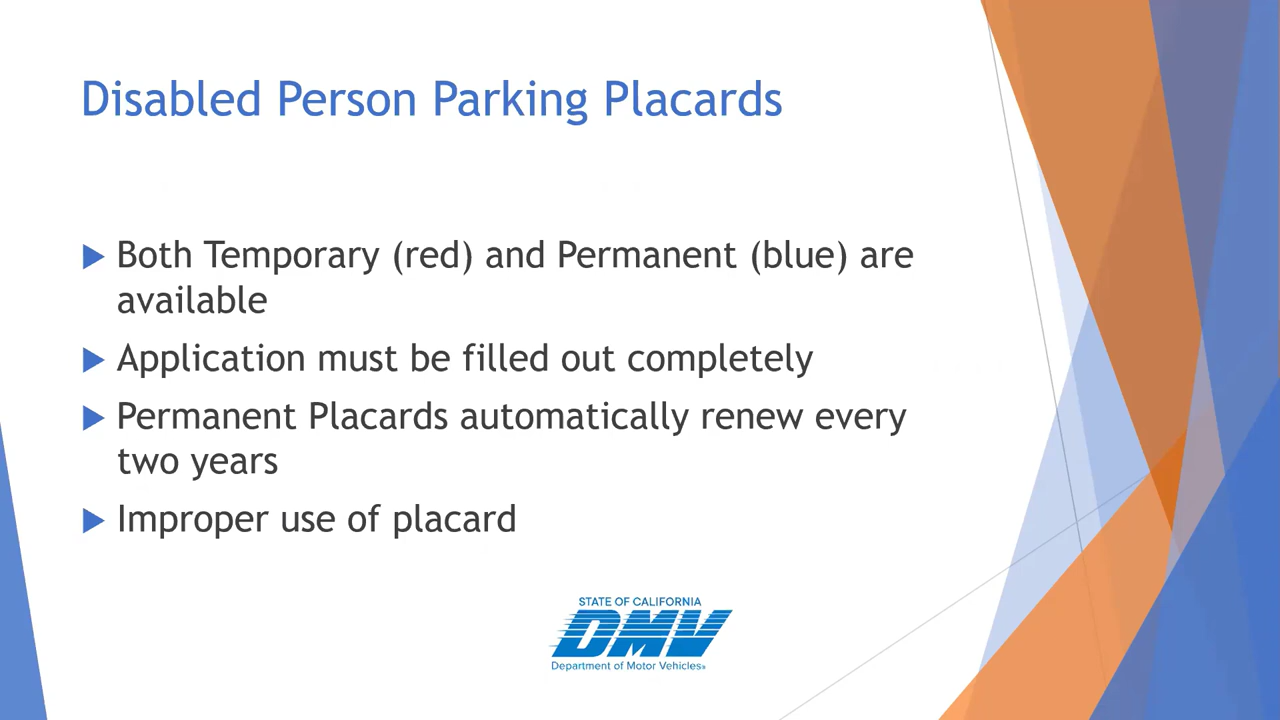 Disabled Person Parking Placards
Both Temporary (red) and Permanent (blue) are
available
Application must be filled out completely
Permanent Placards automatically renew every
two years
Improper use of placard
STATE OF CALIFORNIA
DMV
Department of Motor Vehicles®